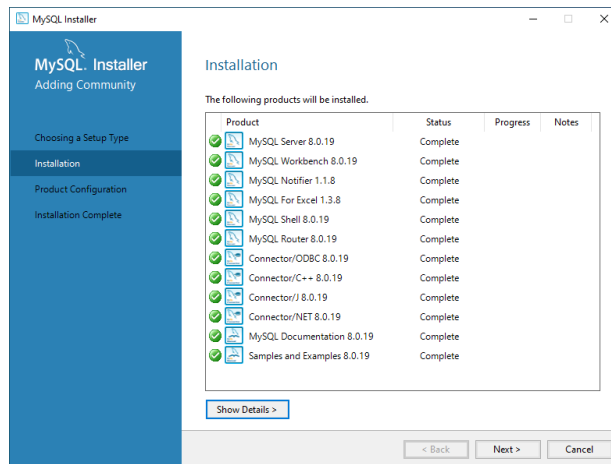 MySQL Installer
MySQL. Installer
Adding Community
Choosing a Setup Type
Installation
Product Configuration
Installation Complete
Installation
The following products will be installed.
Product Status Progress Notes
MySQL Server 8.0.19 Complete
MySQL Workbench 8.0.19 Complete
MySQL Notifier 1.1.8 Complete
MySQL For Excel 1.3.8 Complete
MySQL Shell 8.0.19 Complete
MySQL Router 8.0.19 Complete
Connector/ODBC 8.0.19 Complete
Connector/C++ 8.0.19 Complete
Connector/J 8.0.19 Complete
Connector/NET 8.0.19 Complete
MySQL Documentation 8.0.19 Complete
Samples and Examples 8.0.19 Complete
Show Details >
< Back Next > Cancel